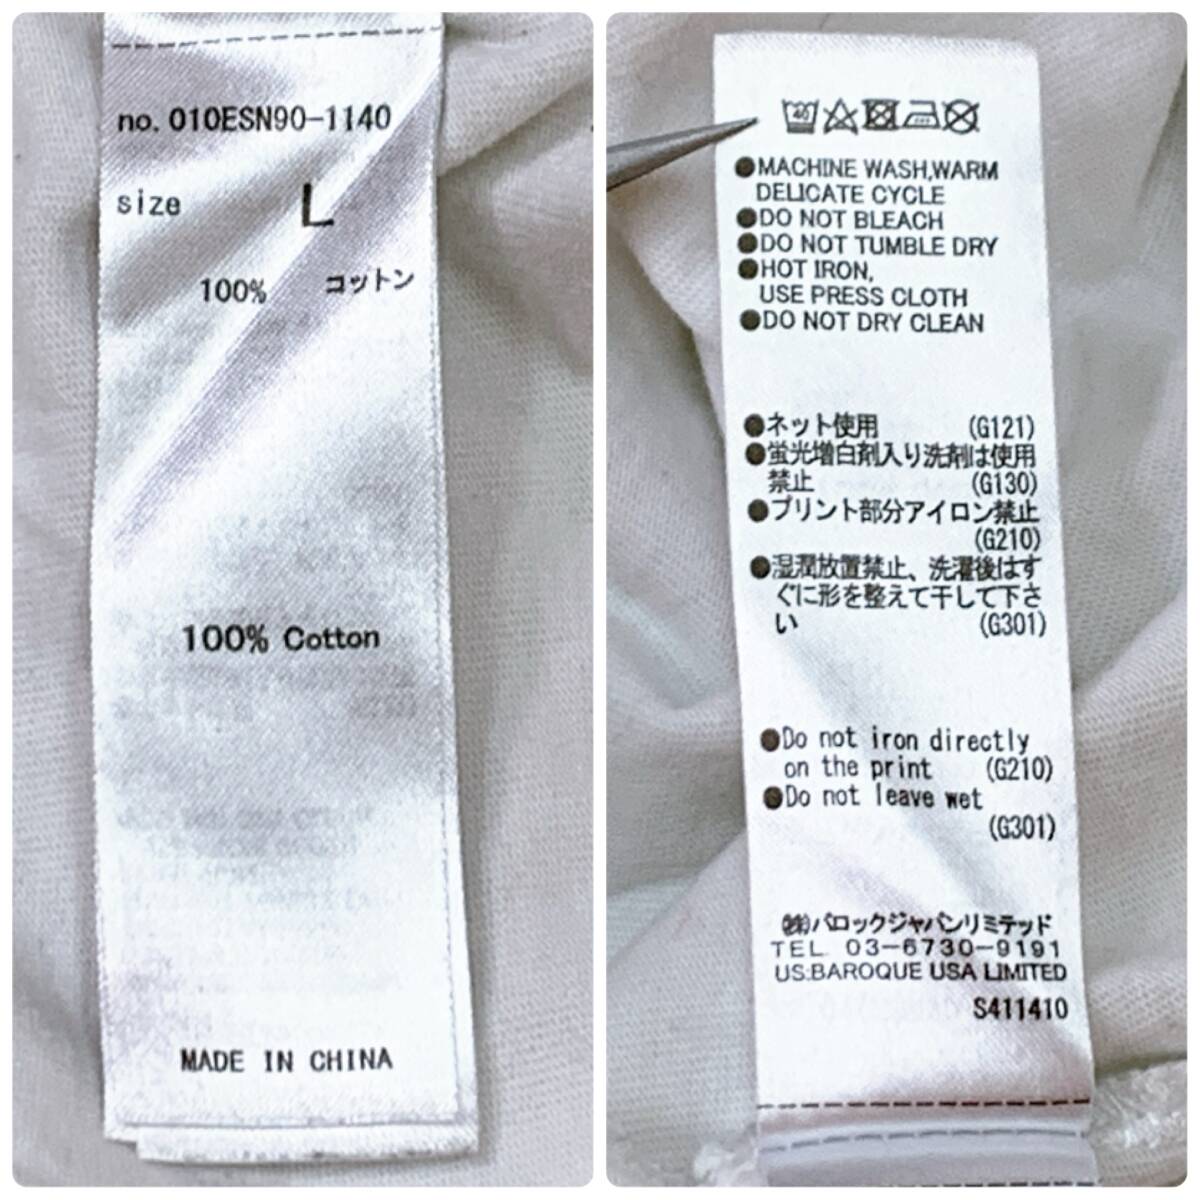 no. 010ESN90-1140
size L
100% コットン
100% Cotton
MADE IN CHINA
40
●MACHINE WASH,WARM
DELICATE CYCLE
●DO NOT BLEACH
●DO NOT TUMBLE DRY
●HOT IRON,
USE PRESS CLOTH
●DO NOT DRY CLEAN
●ネット使用 (G121)
●蛍光増白剤入り洗剤は使用
禁止 (G130)
●プリント部分アイロン禁止
(G210)
●湿潤放置禁止、洗濯後はす
ぐに形を整えて干して下さ
い (G301)
●Do not iron directly
on the print (G210)
●Do not leave wet
(G301)
㈱バロックジャパンリミテッド
TEL. 03-6730-9191
US:BAROQUE USA LIMITED
S411410